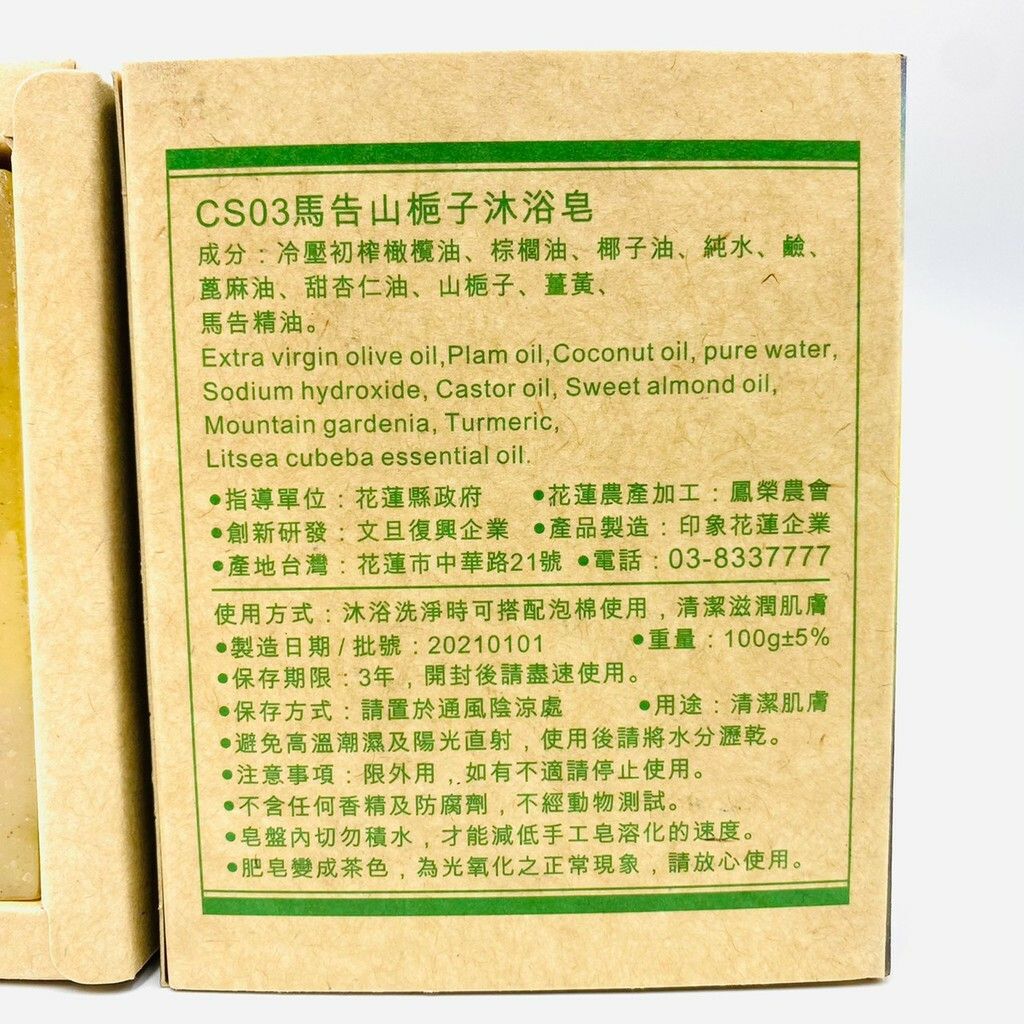 CS03馬告山梔子沐浴皂
成分：冷壓初榨橄欖油、棕櫚油、椰子油、純水、鹼、
蓖麻油、甜杏仁油、山梔子、薑黃、
馬告精油。
Extra virgin olive oil,Plam oil,Coconut oil, pure water,
Sodium hydroxide, Castor oil, Sweet almond oil,
Mountain gardenia, Turmeric,
Litsea cubeba essential oil.
●指導單位：花蓮縣政府 ●花蓮農產加工：鳳榮農會
●創新研發：文旦復興企業 ●產品製造：印象花蓮企業
●產地台灣：花蓮市中華路21號 ●電話：03-8337777
使用方式：沐浴洗淨時可搭配泡棉使用，清潔滋潤肌膚
●製造日期/批號：20210101 ●重量：100g±5%
●保存期限：3年，開封後請盡速使用。
●保存方式：請置於通風陰涼處 ●用途：清潔肌膚
●避免高溫潮濕及陽光直射，使用後請將水分瀝乾。
●注意事項：限外用，如有不適請停止使用。
●不含任何香精及防腐劑，不經動物測試。
●皂盤內切勿積水，才能減低手工皂溶化的速度。
●肥皂變成茶色，為光氧化之正常現象，請放心使用。